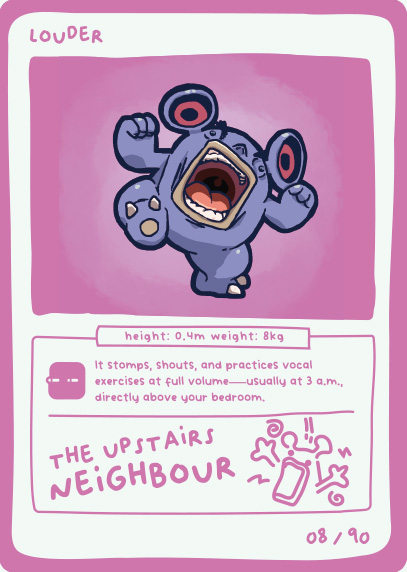 LOUDER
height: 0.4m weight: 8kg
It stomps, shouts, and practices vocal
exercises at full volume——usually at 3 a.m.,
directly above your bedroom.
THE UPSTAiRS
NEiGHBOUR
!!
08 / 90